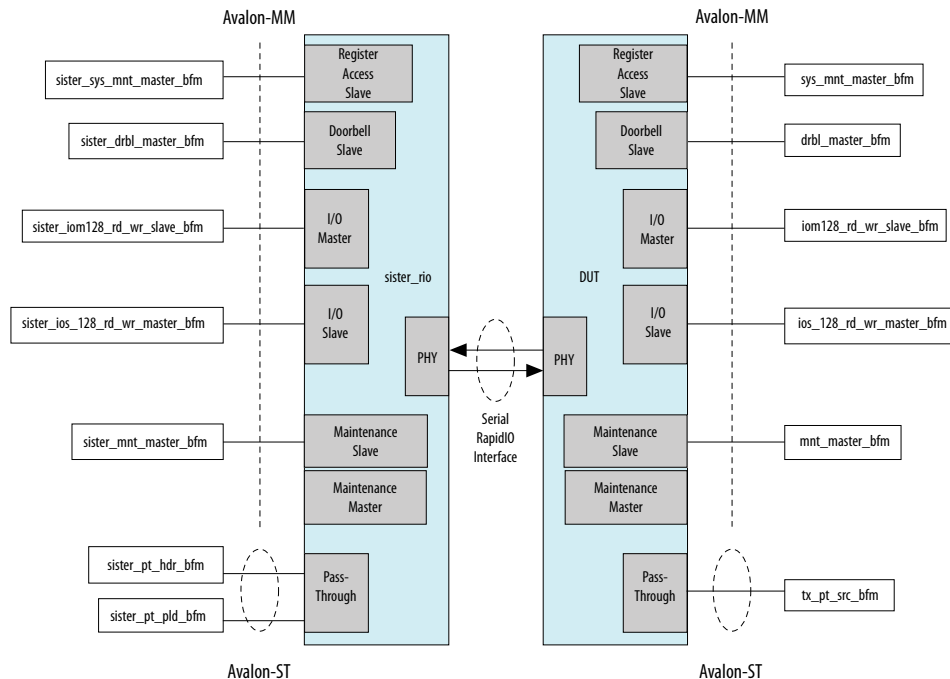 Avalon-MM
Avalon-MM
sister_sys_mnt_master_bfm
Register
Access
Slave
Register
Access
Slave
sys_mnt_master_bfm
sister_drbl_master_bfm
Doorbell
Slave
Doorbell
Slave
drbl_master_bfm
sister_iom128_rd_wr_slave_bfm
I/O
Master
I/O
Master
iom128_rd_wr_slave_bfm
sister_rio
DUT
sister_ios_128_rd_wr_master_bfm
I/O
Slave
I/O
Slave
ios_128_rd_wr_master_bfm
PHY
PHY
Serial
RapidIO
Interface
sister_mnt_master_bfm
Maintenance
Slave
Maintenance
Slave
mnt_master_bfm
Maintenance
Master
Maintenance
Master
sister_pt_hdr_bfm
sister_pt_pld_bfm
Pass-
Through
Pass-
Through
tx_pt_src_bfm
Avalon-ST
Avalon-ST